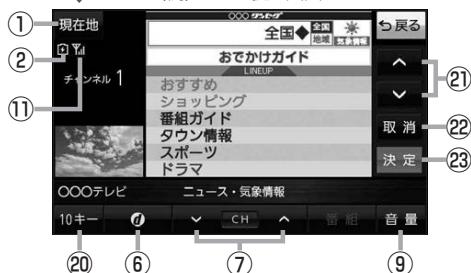 ① 現在地
② 
⑪ チャンネル 1
○○○ワンセグ
全国◆ 全国 地域 気象情報
おでかけガイド
LINEUP
おすすめ
ショッピング
番組ガイド
タウン情報
スポーツ
ドラマ
戻る
㉑
取 消 ㉒
決 定 ㉓
○○○テレビ ニュース・気象情報
10キー d CH 番 組 音 量
⑳ ⑥ ⑦ ⑨